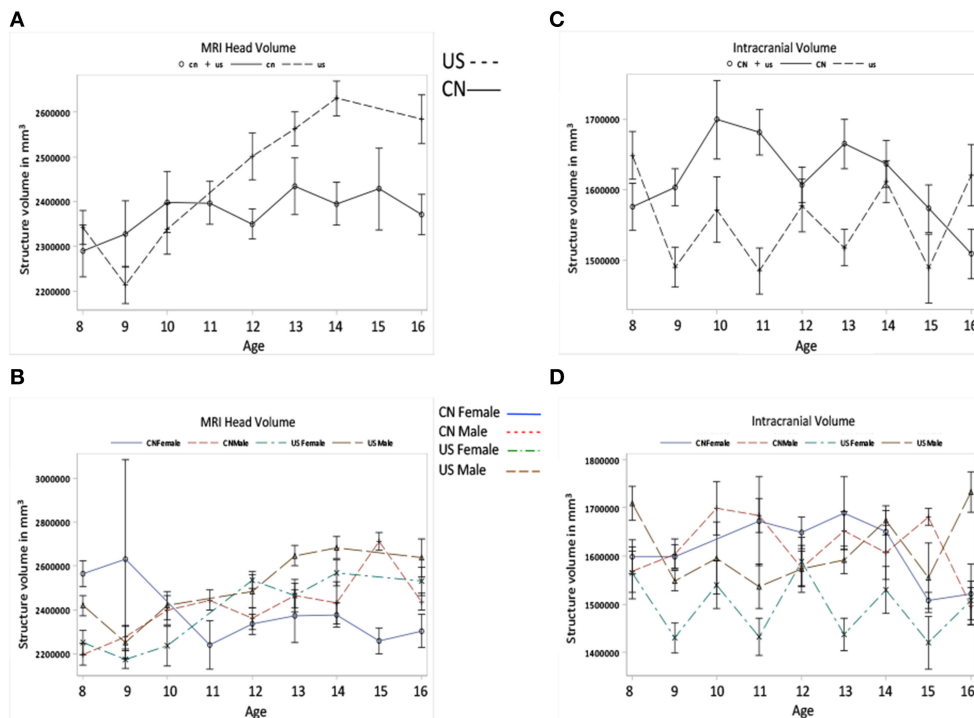 A
MRI Head Volume
o cn + us — cn --- us
Structure volume in mm³
2600000
2500000
2400000
2300000
2200000
8 9 10 11 12 13 14 15 16
Age
US ---
CN—
C
Intracranial Volume
o CN + us — CN --- us
Structure volume in mm³
1700000
1600000
1500000
8 9 10 11 12 13 14 15 16
Age
B
MRI Head Volume
CNFemale CNMale US Female US Male
Structure volume in mm³
3000000
2800000
2600000
2400000
2200000
8 9 10 11 12 13 14 15 16
Age
CN Female
CN Male
US Female
US Male
D
Intracranial Volume
CNFemale CNMale US Female US Male
Structure volume in mm³
1800000
1700000
1600000
1500000
1400000
8 9 10 11 12 13 14 15 16
Age